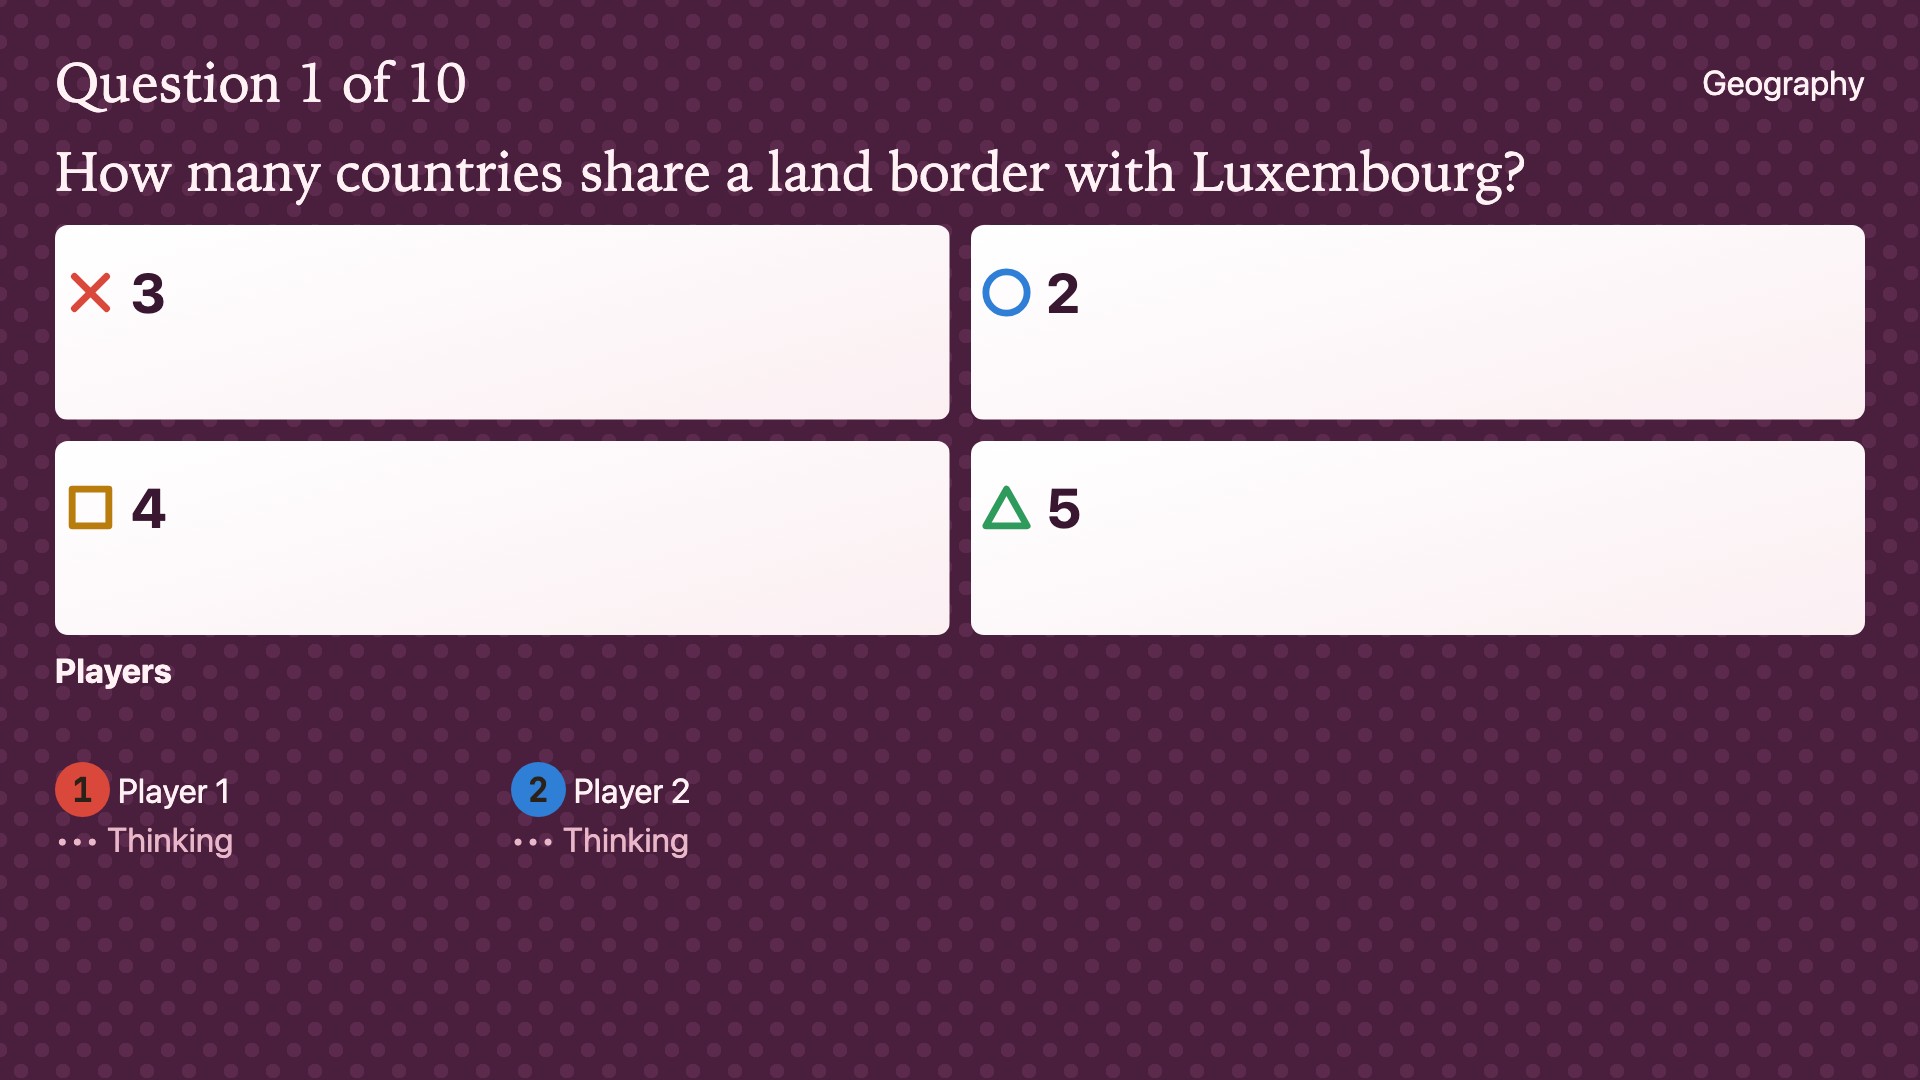 Question 1 of 10
Geography
How many countries share a land border with Luxembourg?
3
2
4
5
Players
1 Player 1
... Thinking
2 Player 2
... Thinking